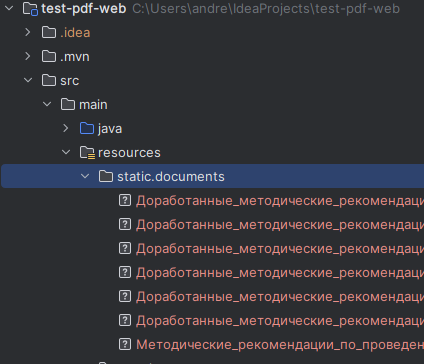 test-pdf-web C:\Users\andre\IdeaProjects\test-pdf-web
.idea
.mvn
src
main
java
resources
static.documents
Доработанные_методические_рекомендаци
Доработанные_методические_рекомендаци
Доработанные_методические_рекомендаци
Доработанные_методические_рекомендаци
Доработанные_методические_рекомендаци
Доработанные_методические_рекомендаци
Методические_рекомендации_по_проведен